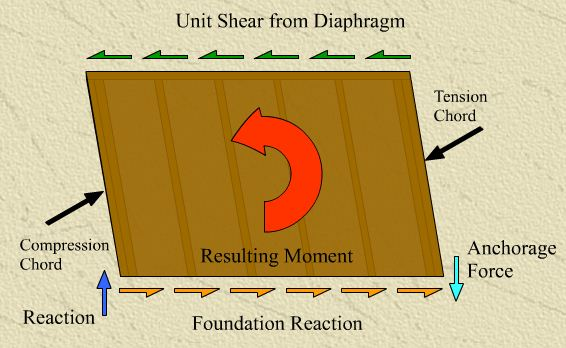 Unit Shear from Diaphragm
Tension
Chord
Compression
Chord
Resulting Moment
Anchorage
Force
Reaction
Foundation Reaction